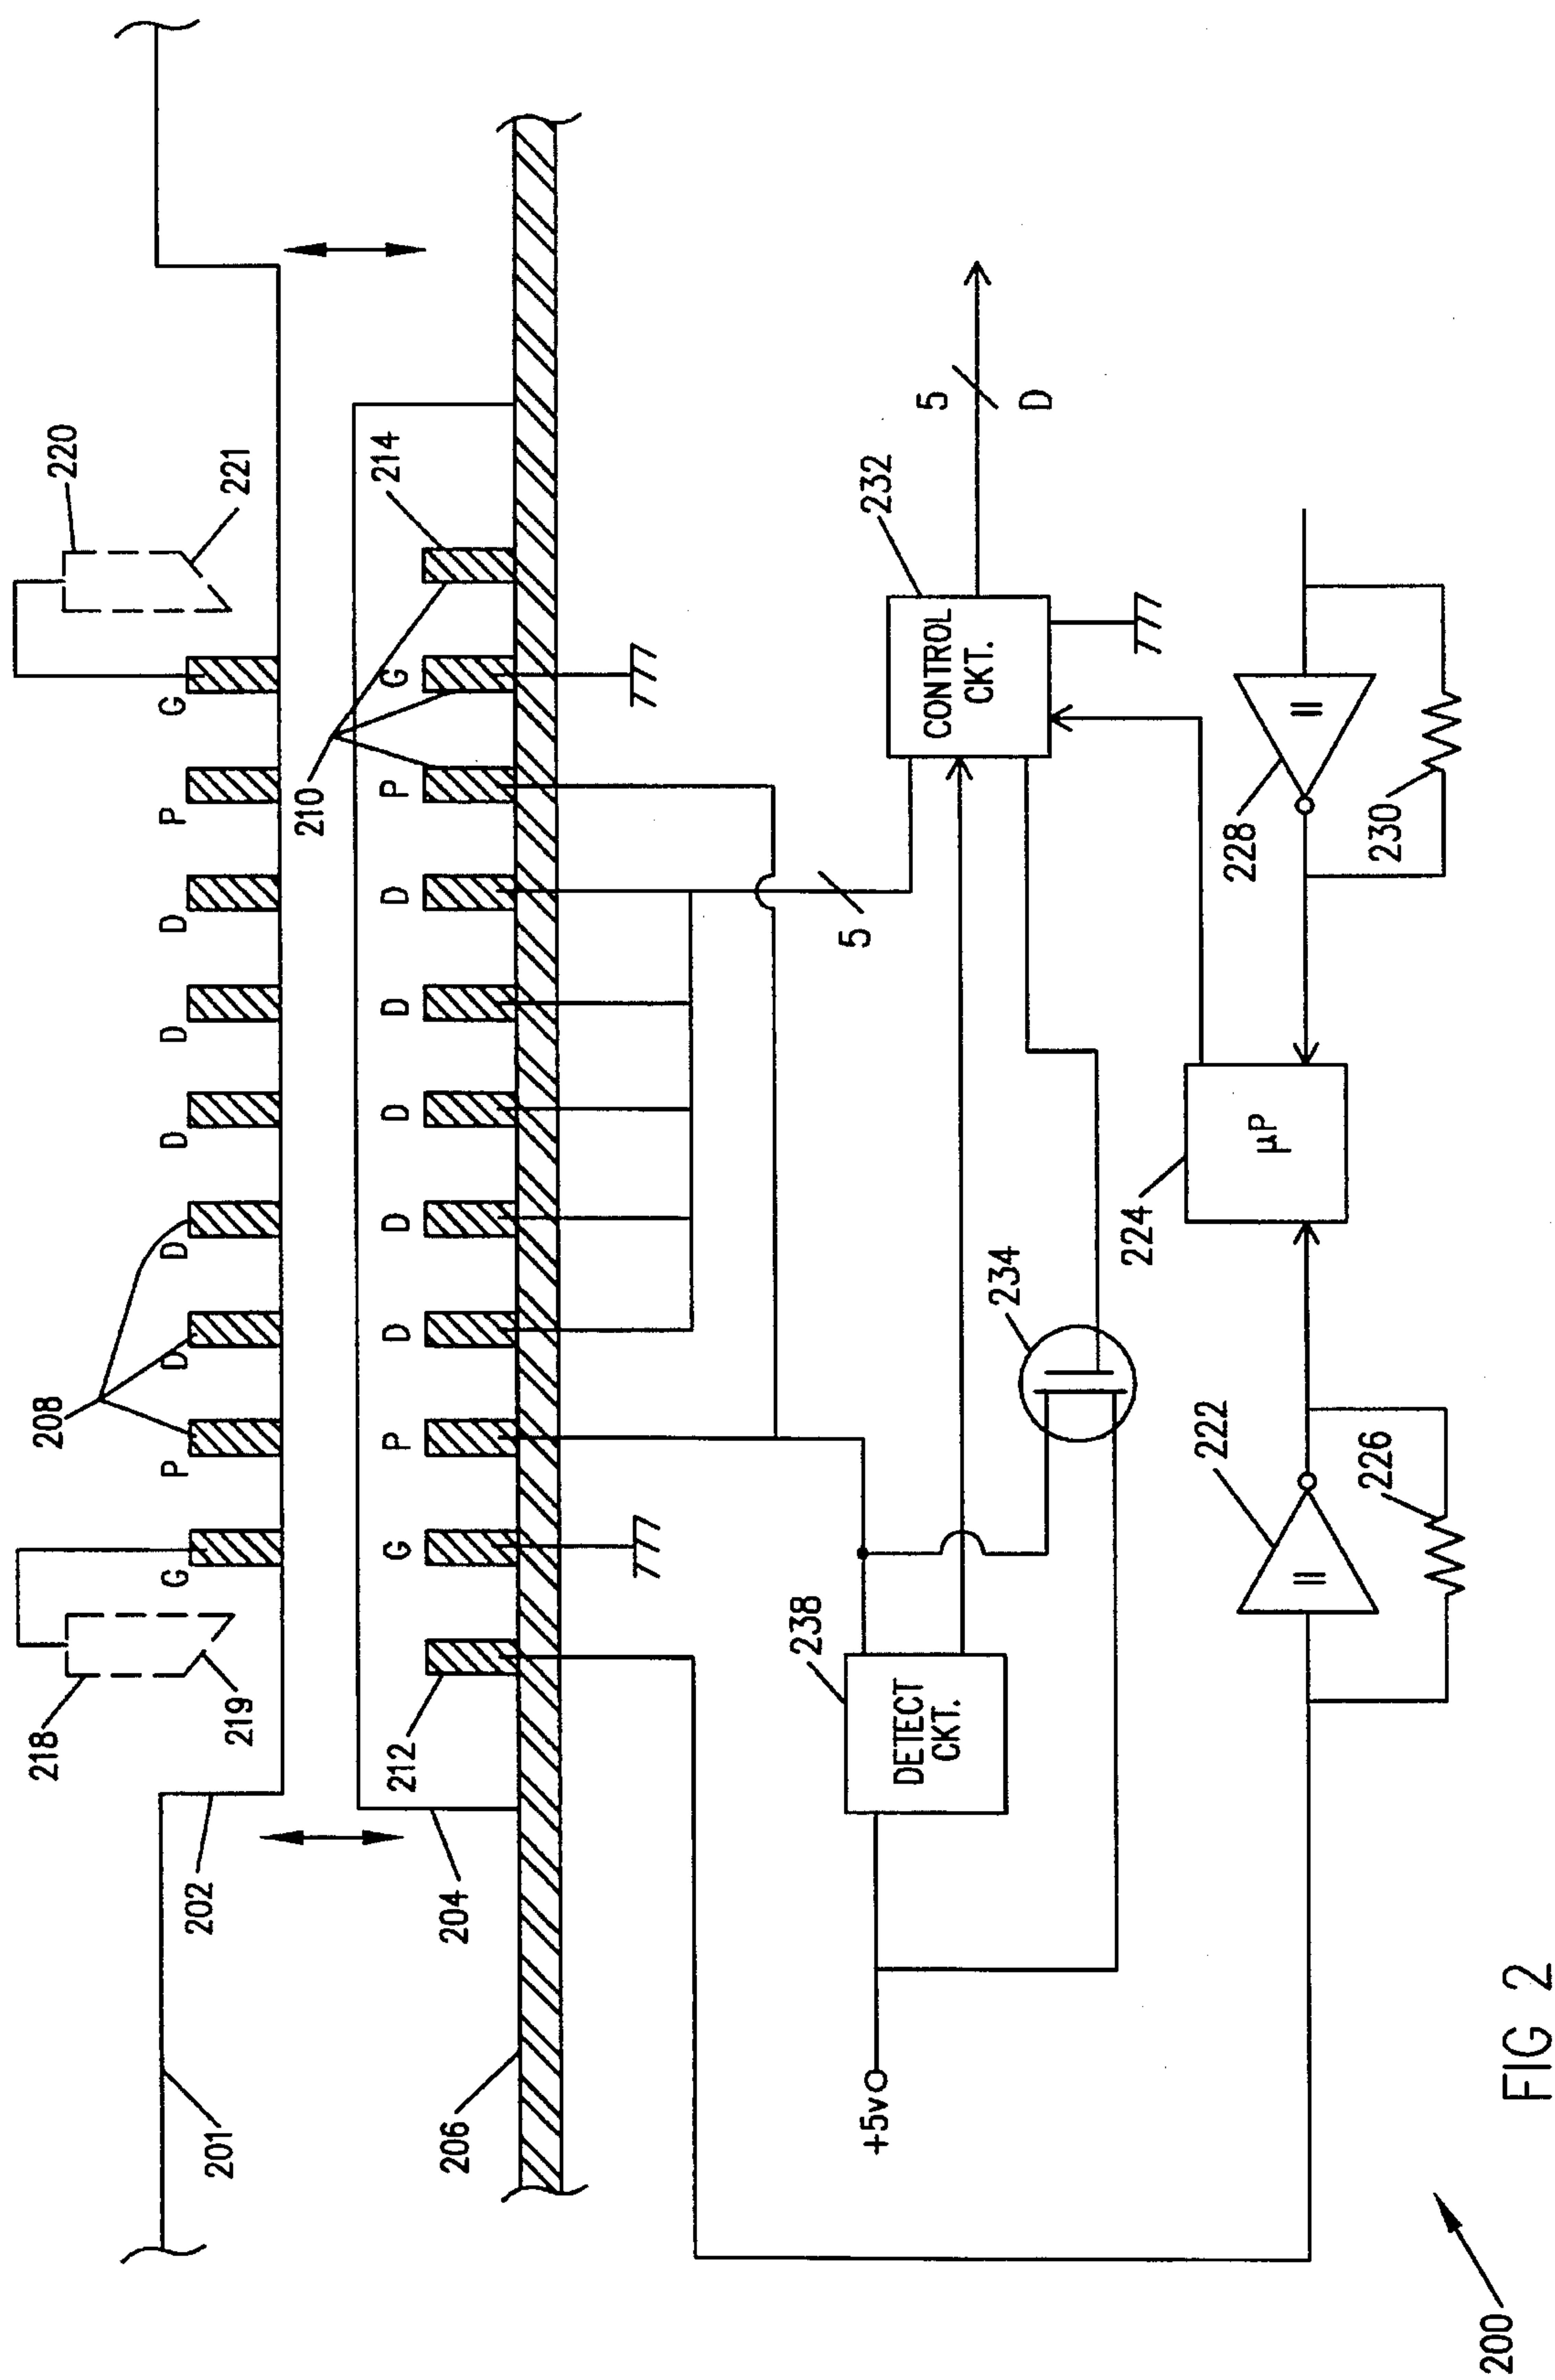 218
219
208
220
221
G P D D D D D P G
202
201
210
214
G P D D D D D P G
212
204
206
5
+5v
DETECT
CKT.
238
234
CONTROL
CKT.
232
5
D
222
226
224
µP
228
230
200
FIG 2